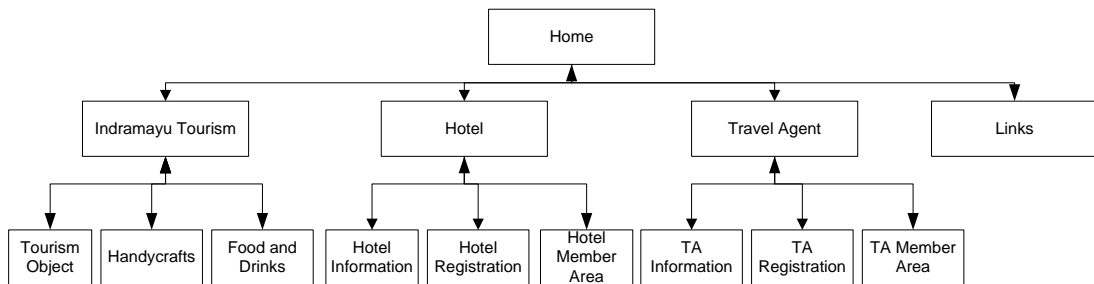 Home
Indramayu Tourism
Hotel
Travel Agent
Links
Tourism
Object
Handycrafts
Food and
Drinks
Hotel
Information
Hotel
Registration
Hotel
Member
Area
TA
Information
TA
Registration
TA Member
Area